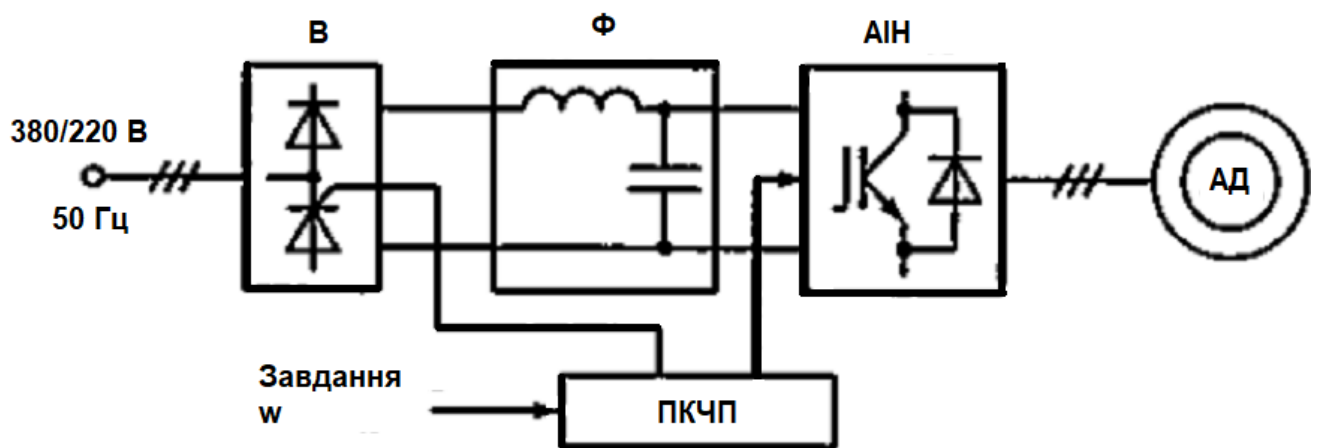 В
Ф
АІН
380/220 В
50 Гц
АД
Завдання
w
ПКЧП